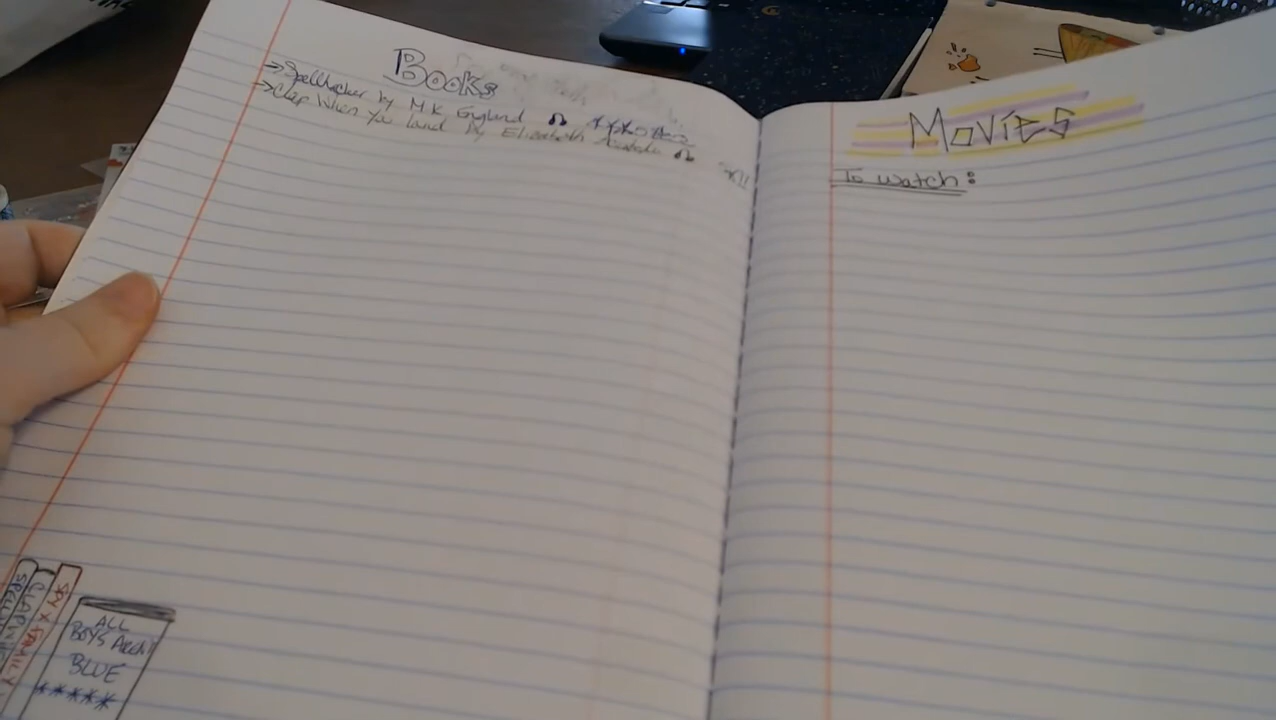 Books
→Spellhacker by M.K. England
→Clap When You Land by Elizabeth
SPY X FAMILY
ALL
BOYS Aren't
BLUE
*****
MOVIES
To watch: